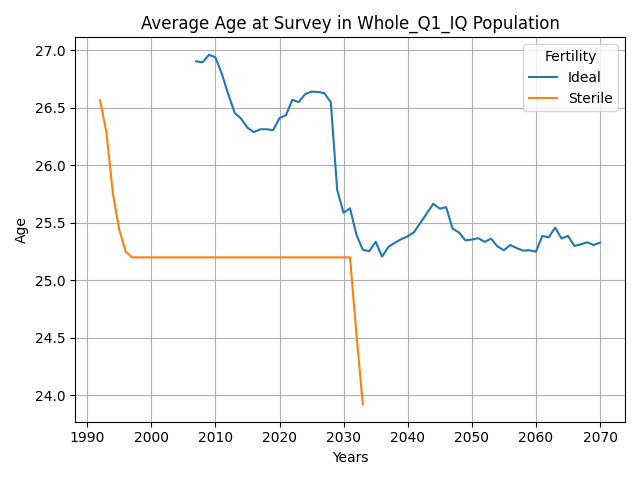 Average Age at Survey in Whole_Q1_IQ Population
Fertility
Ideal
Sterile
Age
27.0
26.5
26.0
25.5
25.0
24.5
24.0
1990 2000 2010 2020 2030 2040 2050 2060 2070
Years